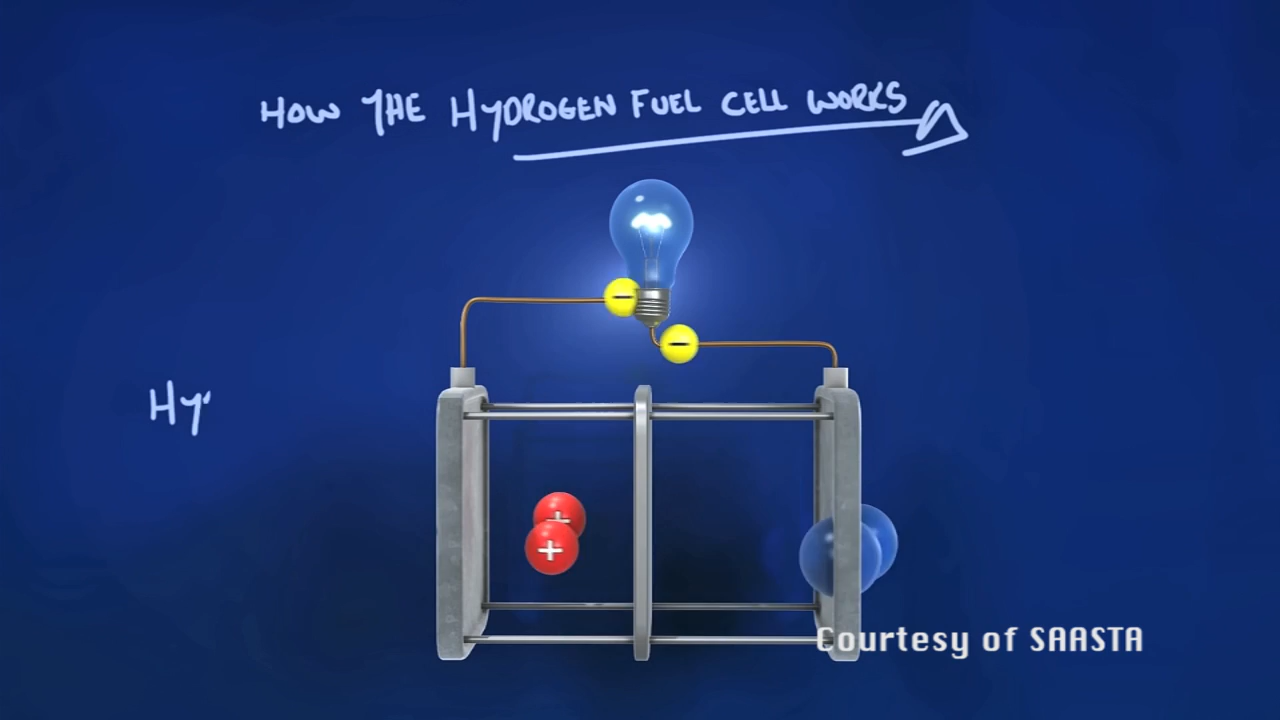 HOW THE HYDROGEN FUEL CELL WORKS
−
−
Hy
+
+
Courtesy of SAASTA